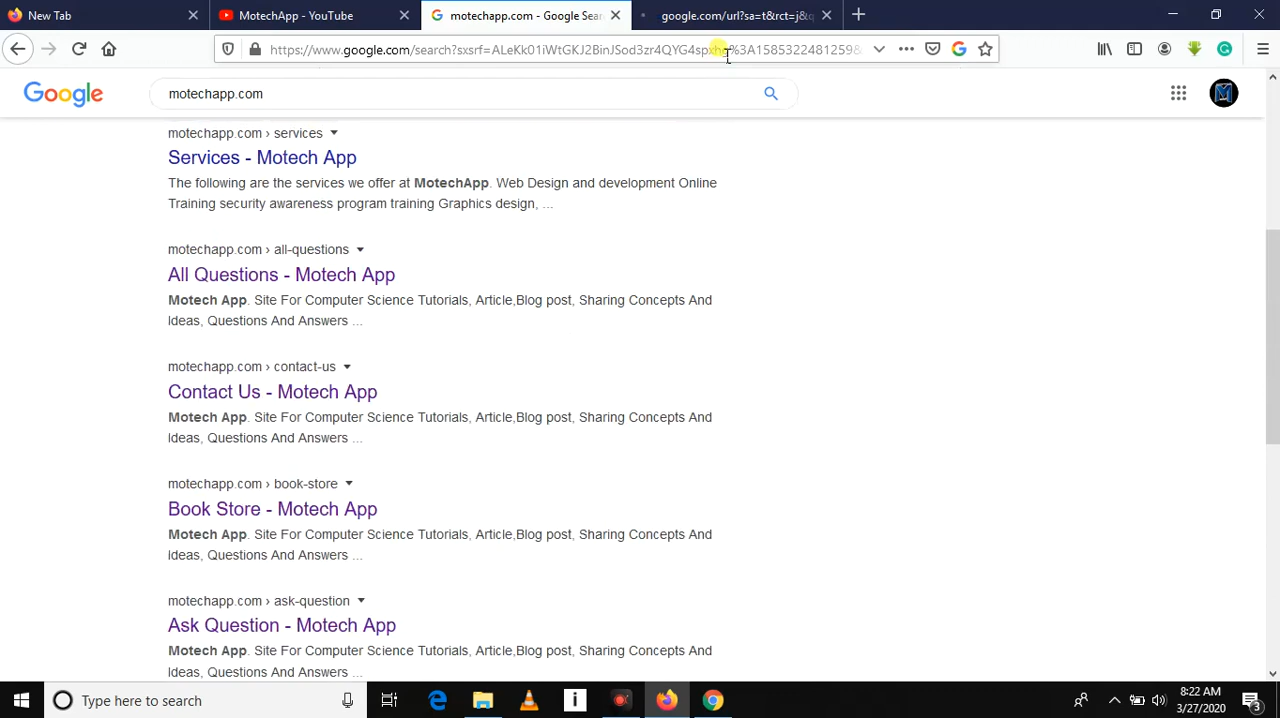 New Tab
MotechApp - YouTube
motechapp.com - Google Sear
google.com/url?sa=t&rct=j&q
Google
motechapp.com
motechapp.com › services
Services - Motech App
The following are the services we offer at MotechApp. Web Design and development Online
Training security awareness program training Graphics design, ...
motechapp.com › all-questions
All Questions - Motech App
Motech App. Site For Computer Science Tutorials, Article,Blog post, Sharing Concepts And
Ideas, Questions And Answers ...
motechapp.com › contact-us
Contact Us - Motech App
Motech App. Site For Computer Science Tutorials, Article,Blog post, Sharing Concepts And
Ideas, Questions And Answers ...
motechapp.com › book-store
Book Store - Motech App
Motech App. Site For Computer Science Tutorials, Article,Blog post, Sharing Concepts And
Ideas, Questions And Answers ...
motechapp.com › ask-question
Ask Question - Motech App
Motech App. Site For Computer Science Tutorials, Article,Blog post, Sharing Concepts And
Ideas, Questions And Answers ...
Type here to search
8:22 AM
3/27/2020
3